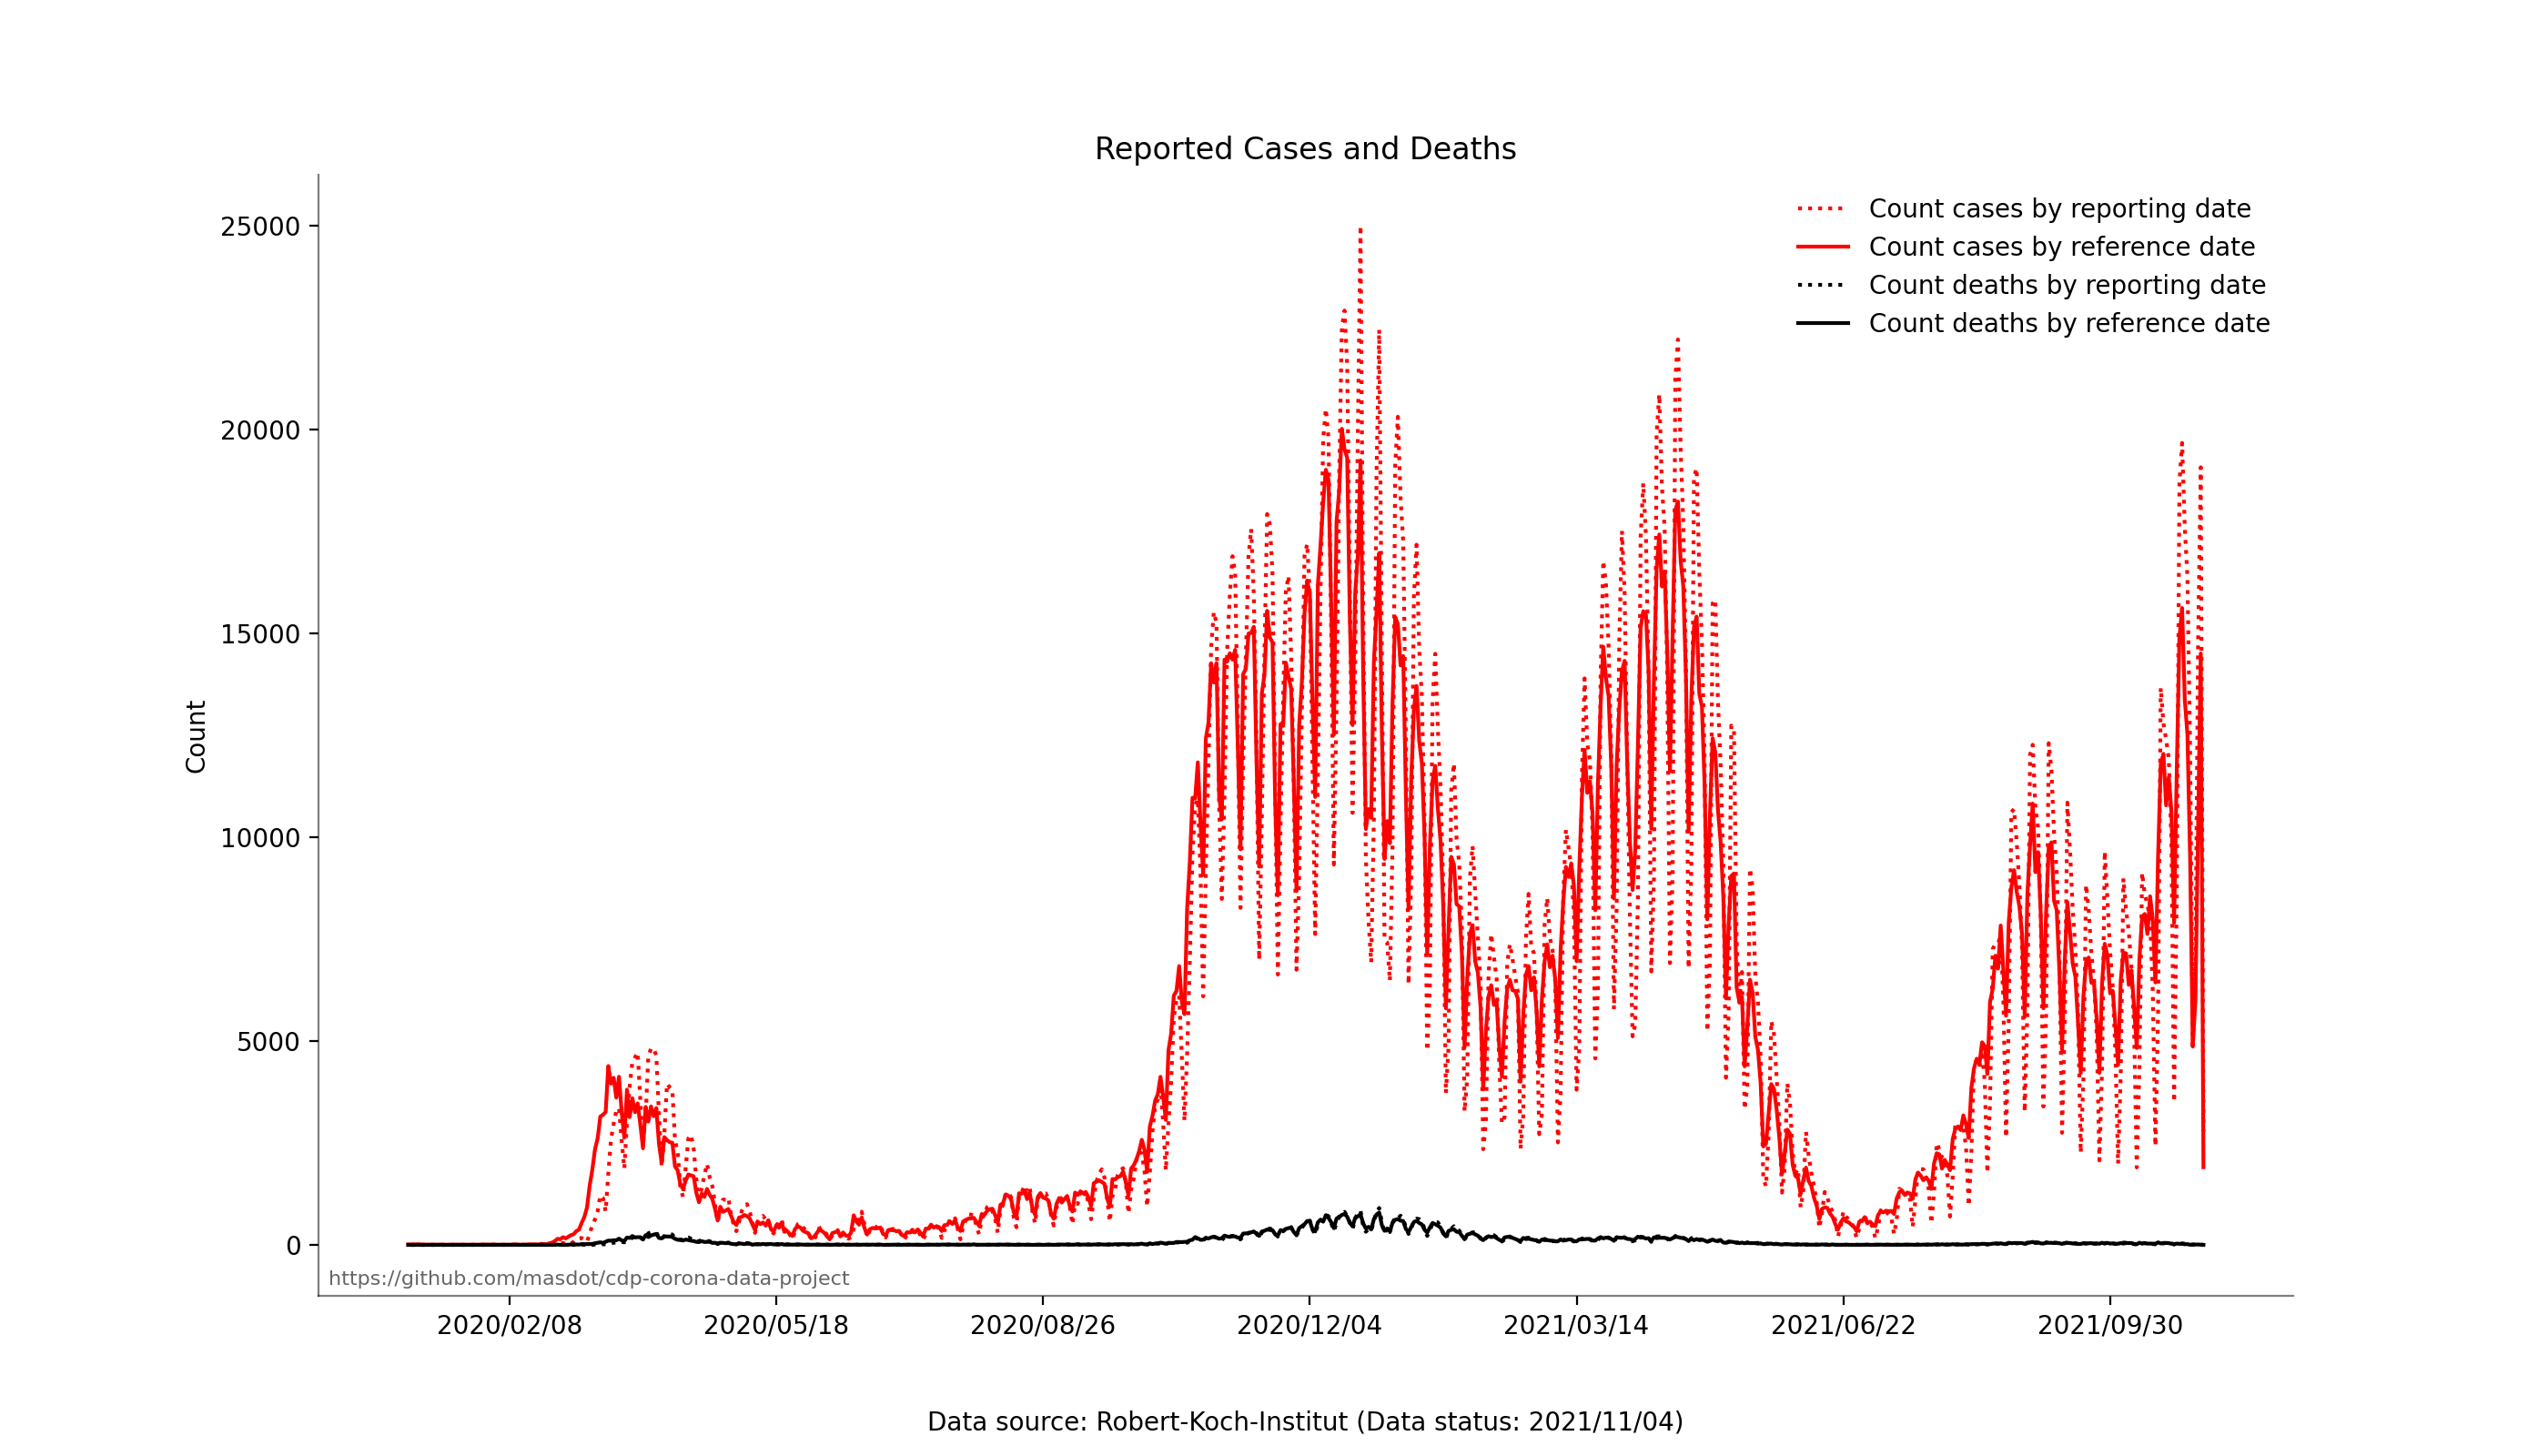 Reported Cases and Deaths
Count cases by reporting date
Count cases by reference date
Count deaths by reporting date
Count deaths by reference date
25000
20000
15000
10000
5000
0
Count
https://github.com/masdot/cdp-corona-data-project
2020/02/08 2020/05/18 2020/08/26 2020/12/04 2021/03/14 2021/06/22 2021/09/30
Data source: Robert-Koch-Institut (Data status: 2021/11/04)